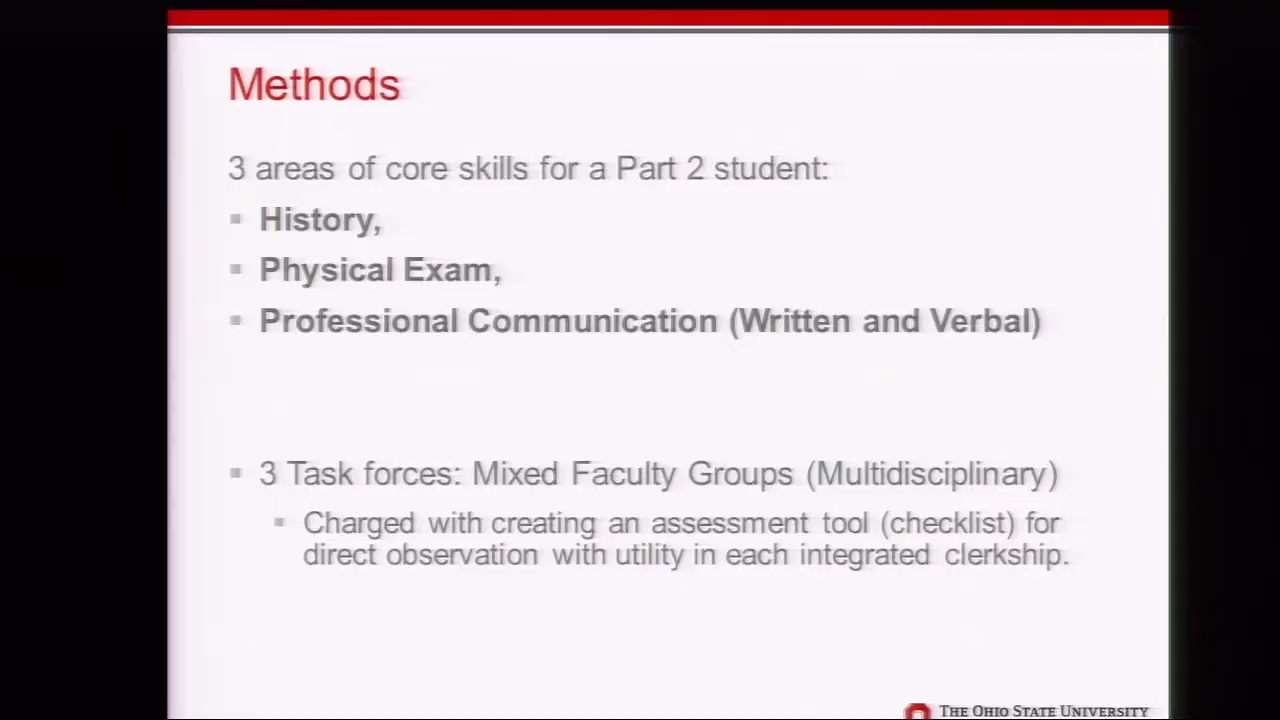 Methods
3 areas of core skills for a Part 2 student:
▪ History,
▪ Physical Exam,
▪ Professional Communication (Written and Verbal)
▪ 3 Task forces: Mixed Faculty Groups (Multidisciplinary)
▪ Charged with creating an assessment tool (checklist) for
direct observation with utility in each integrated clerkship.
THE OHIO STATE UNIVERSITY